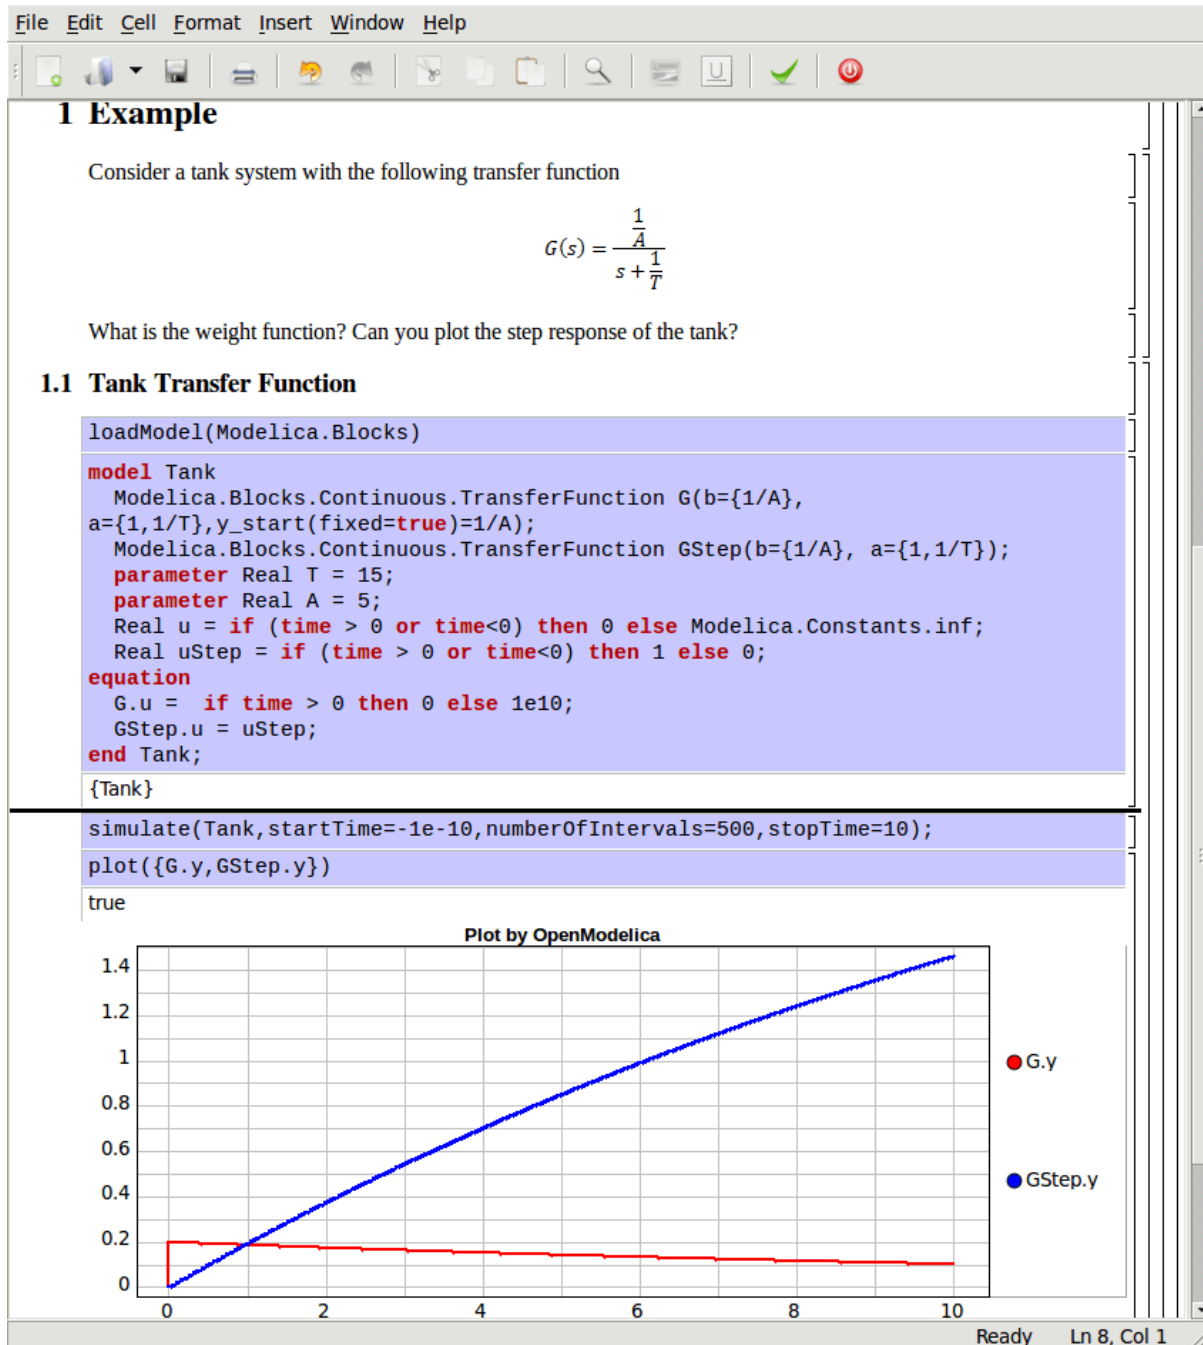 File Edit Cell Format Insert Window Help
1 Example
Consider a tank system with the following transfer function
G(s) = \frac{\frac{1}{A}}{s + \frac{1}{T}}
What is the weight function? Can you plot the step response of the tank?
1.1 Tank Transfer Function
loadModel(Modelica.Blocks)
model Tank
  Modelica.Blocks.Continuous.TransferFunction G(b={1/A},
a={1,1/T},y_start(fixed=true)=1/A);
  Modelica.Blocks.Continuous.TransferFunction GStep(b={1/A}, a={1,1/T});
  parameter Real T = 15;
  parameter Real A = 5;
  Real u = if (time > 0 or time<0) then 0 else Modelica.Constants.inf;
  Real uStep = if (time > 0 or time<0) then 1 else 0;
equation
  G.u =  if time > 0 then 0 else 1e10;
  GStep.u = uStep;
end Tank;
{Tank}
simulate(Tank,startTime=-1e-10,numberOfIntervals=500,stopTime=10);
plot({G.y,GStep.y})
true
Plot by OpenModelica
1.4
1.2
1
0.8
0.6
0.4
0.2
0
0 2 4 6 8 10
G.y
GStep.y
Ready Ln 8, Col 1